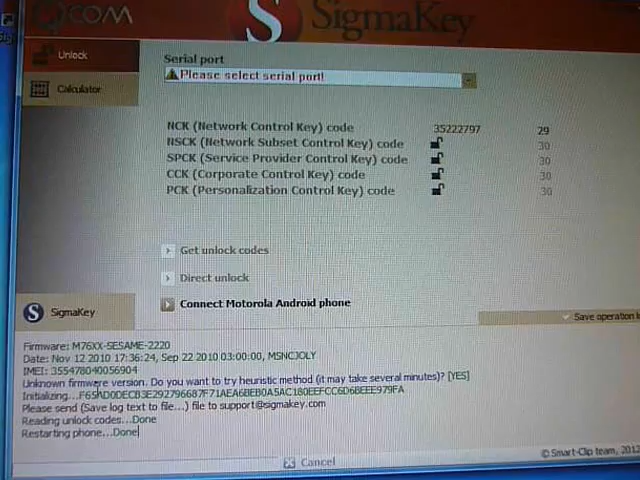 QCOM
SigmaKey
Unlock
Calculator
Serial port
Please select serial port!
NCK (Network Control Key) code 35222797 29
NSCK (Network Subset Control Key) code 30
SPCK (Service Provider Control Key) code 30
CCK (Corporate Control Key) code 30
PCK (Personalization Control Key) code 30
Get unlock codes
Direct unlock
Connect Motorola Android phone
SigmaKey
Save operation
Firmware: M76XX-SESAME-2220
Date: Nov 12 2010 17:36:24, Sep 22 2010 03:00:00, MSNCJOLY
IMEI: 355478040056904
Unknown firmware version. Do you want to try heuristic method (it may take several minutes)? [YES]
Please send (Save log text to file...) file to support@sigmakey.com
Reading unlock codes...Done
Restarting phone...Done
Cancel
© Smart-Clip team, 2012